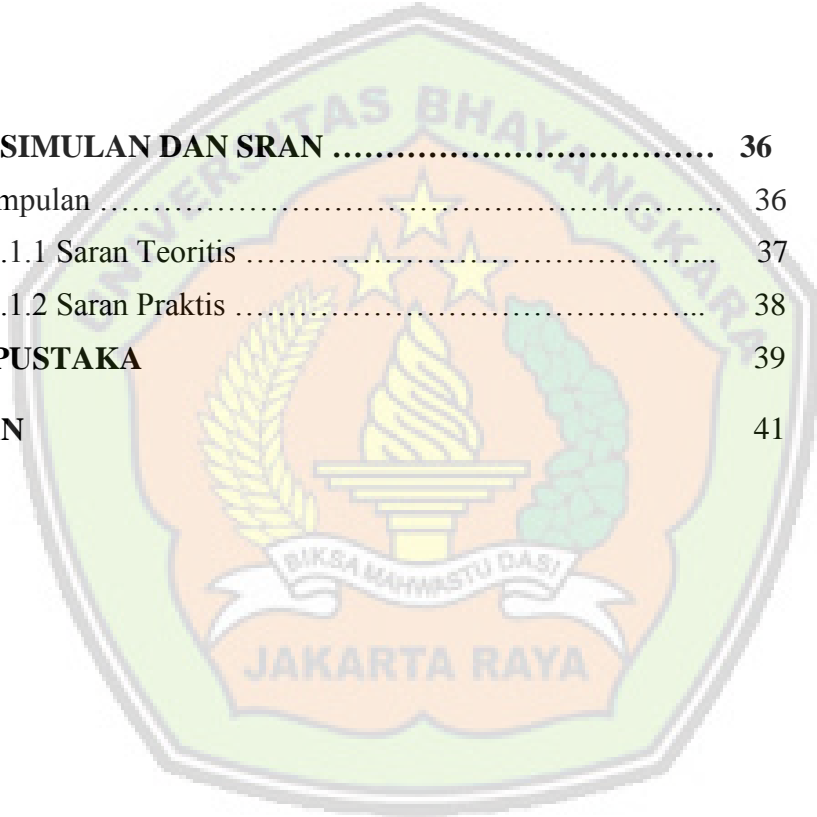 UNIVERSITAS BHAYANGKARA
SIMULAN DAN SRAN ……………………………… 36
mpulan ………………………………………………….. 36
.1.1 Saran Teoritis ……………………………………... 37
.1.2 Saran Praktis ………………………………………... 38
PUSTAKA 39
N 41
BIKSA MAHWASTU DASI
JAKARTA RAYA